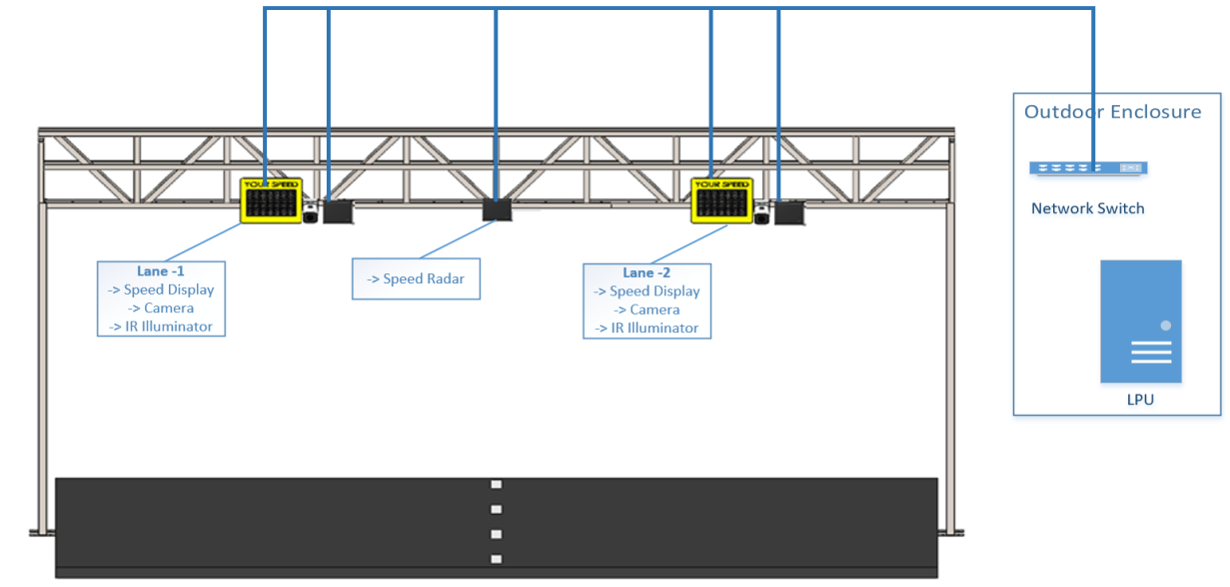 Outdoor Enclosure
YOUR SPEED
YOUR SPEED
Network Switch
Lane -1
-> Speed Display
-> Camera
-> IR Illuminator
-> Speed Radar
Lane -2
-> Speed Display
-> Camera
-> IR Illuminator
LPU